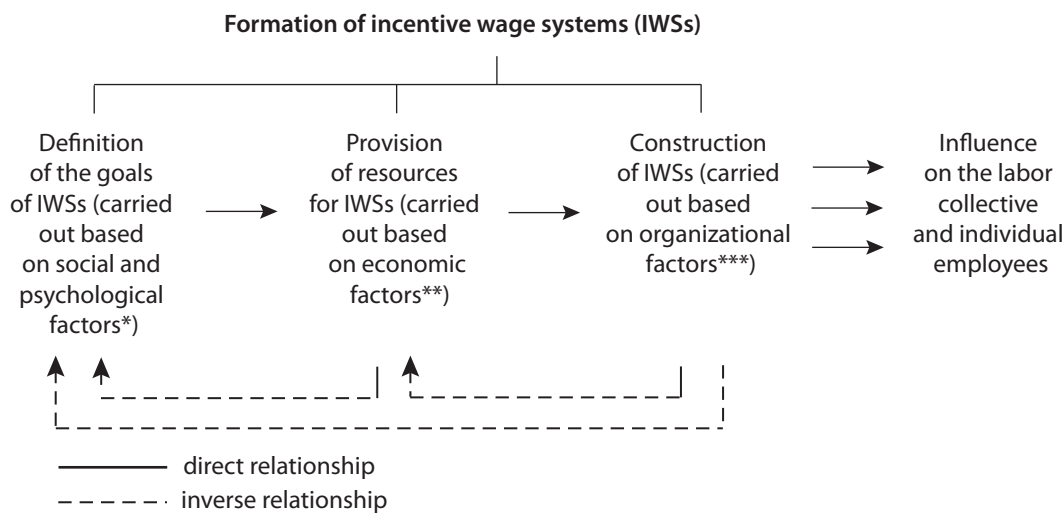 Formation of incentive wage systems (IWSs)
Definition
of the goals
of IWSs (carried
out based
on social and
psychological
factors*)
Provision
of resources
for IWSs (carried
out based
on economic
factors**)
Construction
of IWSs (carried
out based
on organizational
factors***)
Influence
on the labor
collective
and individual
employees
direct relationship
inverse relationship